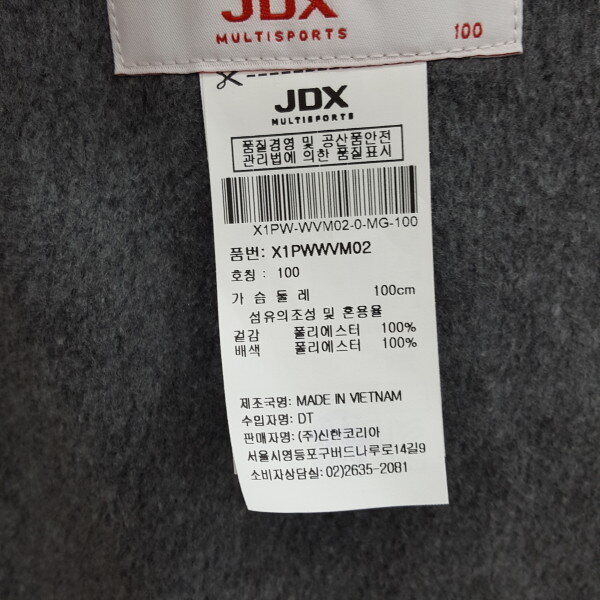 JDX
MULTISPORTS
100
JDX
MULTISPORTS
품질경영 및 공산품안전
관리법에 의한 품질표시
X1PW-WVM02-0-MG-100
품번: X1PWWVM02
호칭 : 100
가 슴 둘 레 100cm
섬유의조성 및 혼용율
겉감 폴리에스터 100%
배색 폴리에스터 100%
제조국명: MADE IN VIETNAM
수입자명: DT
판매자명: (주)신한코리아
서울시영등포구버드나루로14길9
소비자상담실: 02)2635-2081